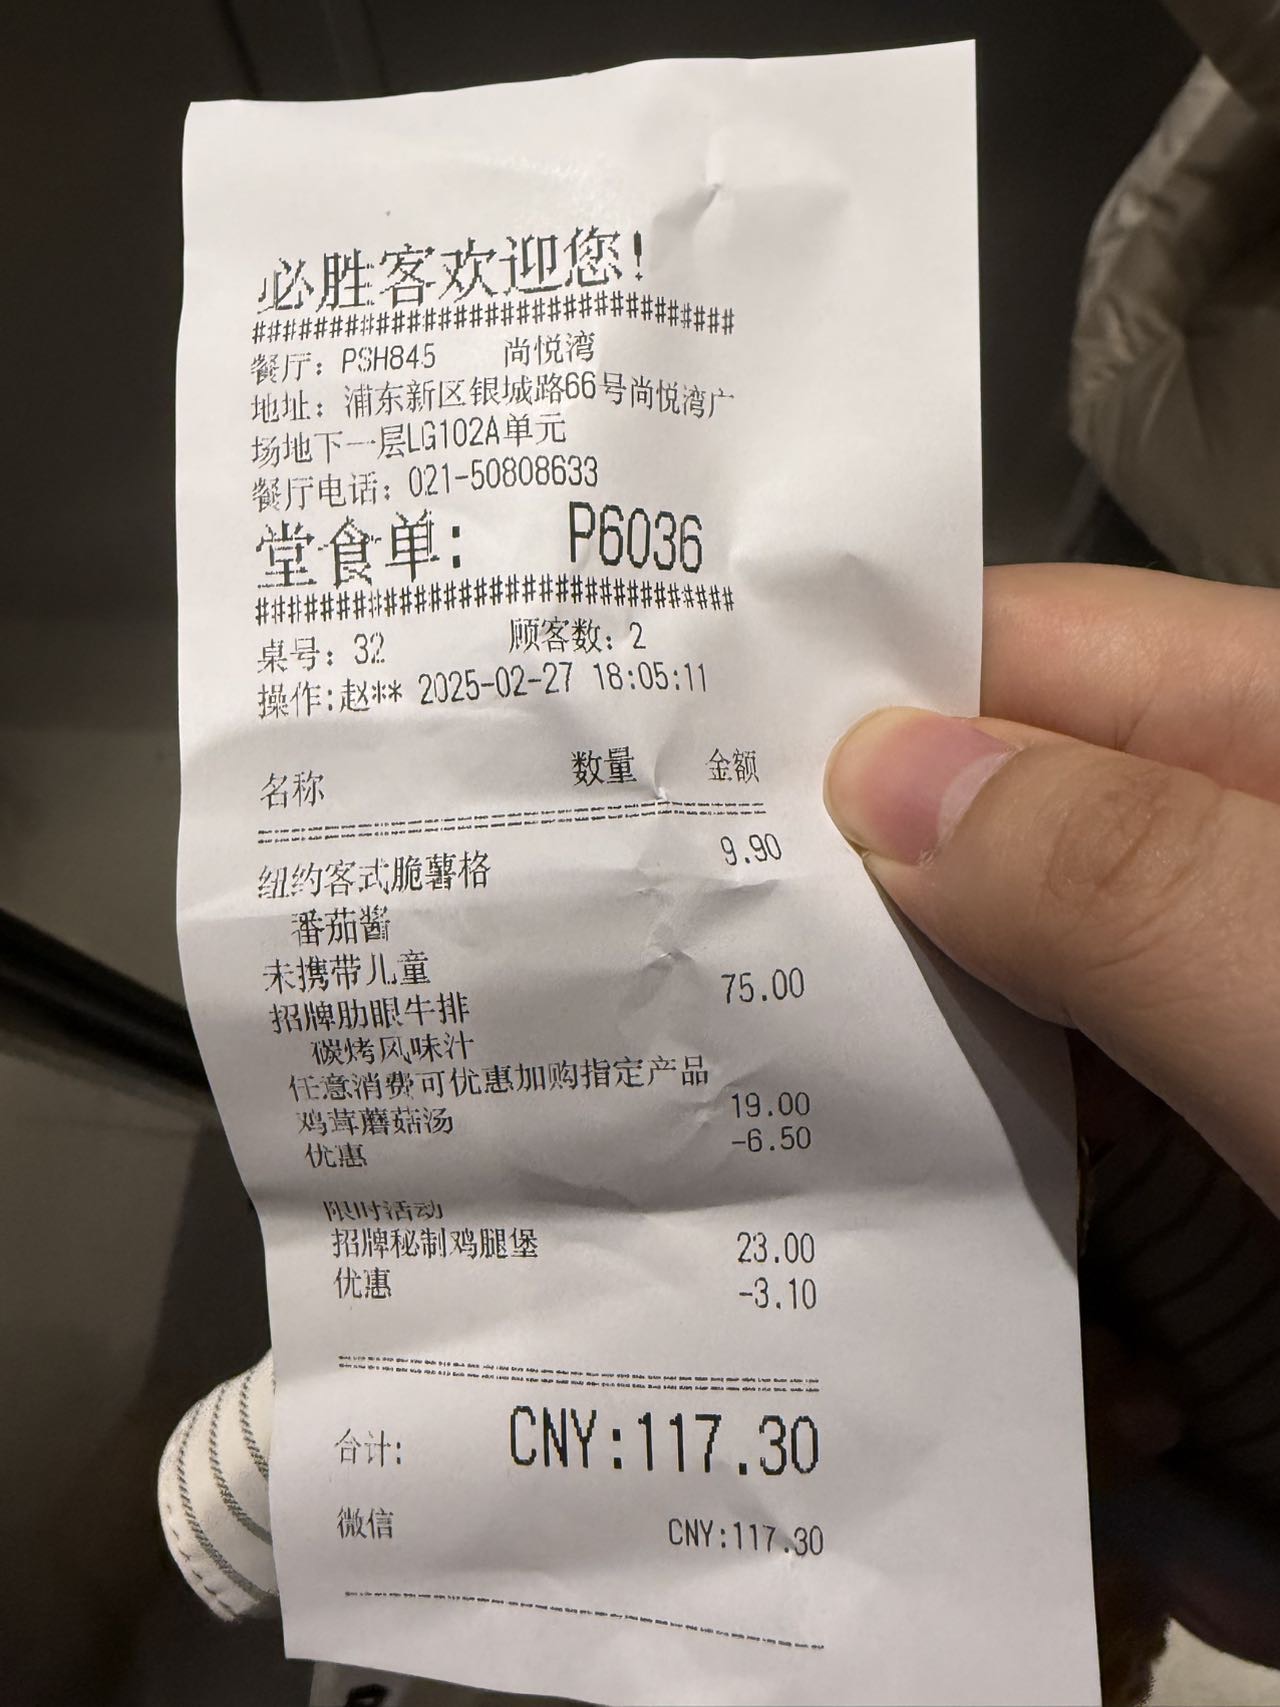 必胜客欢迎您!
########################################
餐厅: PSH845 尚悦湾
地址: 浦东新区银城路66号尚悦湾广
场地下一层LG102A单元
餐厅电话: 021-50808633
堂食单: P6036
########################################
桌号: 32 顾客数: 2
操作:赵** 2025-02-27 18:05:11
名称 数量 金额
纽约客式脆薯格 9.90
番茄酱
未携带儿童
招牌肋眼牛排 75.00
碳烤风味汁
任意消费可优惠加购指定产品
鸡茸蘑菇汤 19.00
优惠 -6.50
限时活动
招牌秘制鸡腿堡 23.00
优惠 -3.10
合计: CNY:117.30
微信 CNY:117.30